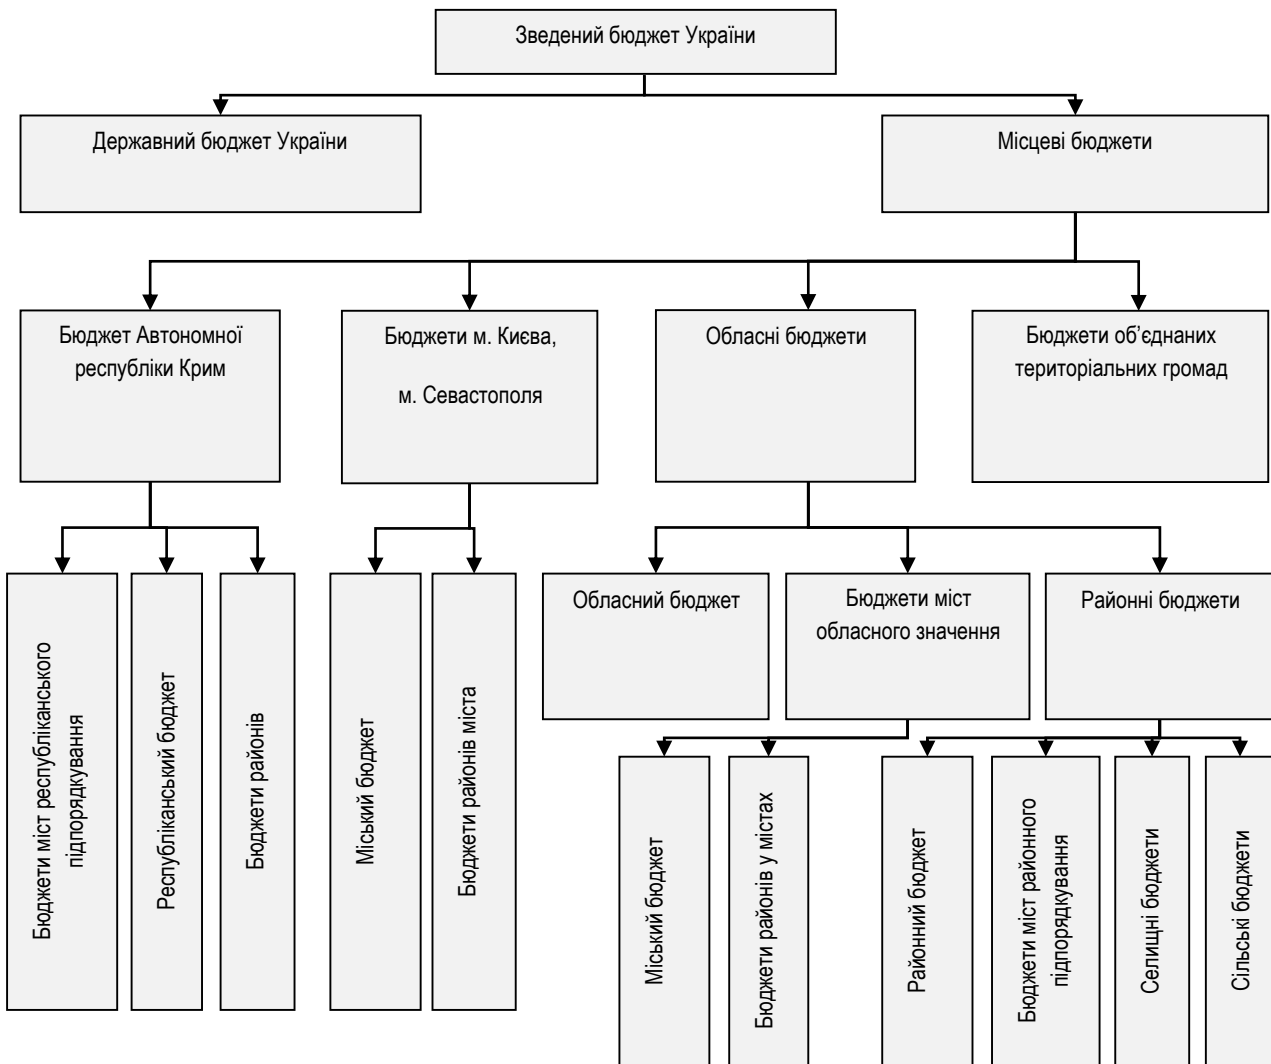 Зведений бюджет України
Державний бюджет України
Місцеві бюджети
Бюджет Автономної
республіки Крим
Бюджети м. Києва,
м. Севастополя
Обласні бюджети
Бюджети об’єднаних
територіальних громад
Бюджети міст республіканського
підпорядкування
Республіканський бюджет
Бюджети районів
Міський бюджет
Бюджети районів міста
Обласний бюджет
Бюджети міст
обласного значення
Районні бюджети
Міський бюджет
Бюджети районів у містах
Районний бюджет
Бюджети міст районного
підпорядкування
Селищні бюджети
Сільські бюджети